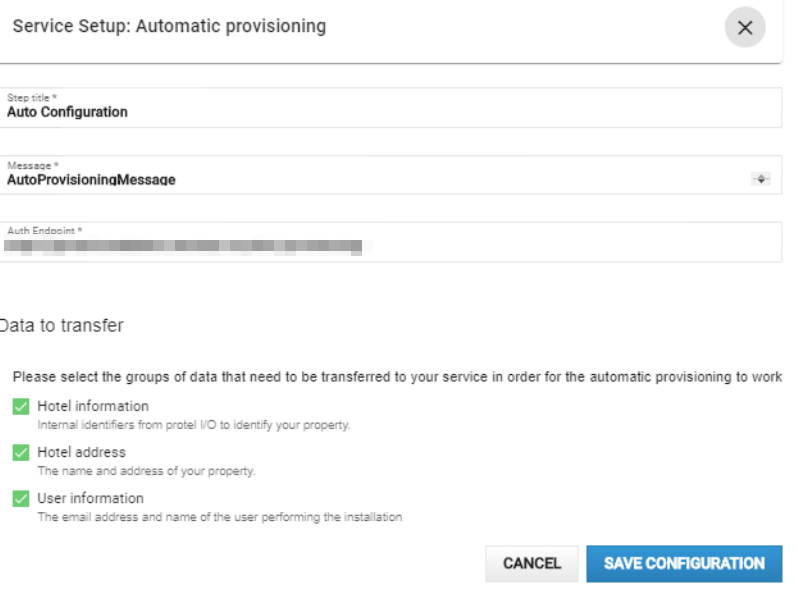 Service Setup: Automatic provisioning
Step title *
Auto Configuration
Message *
AutoProvisioningMessage
Auth Endpoint *
Data to transfer
Please select the groups of data that need to be transferred to your service in order for the automatic provisioning to work
Hotel information
Internal identifiers from protel I/O to identify your property.
Hotel address
The name and address of your property.
User information
The email address and name of the user performing the installation
CANCEL SAVE CONFIGURATION